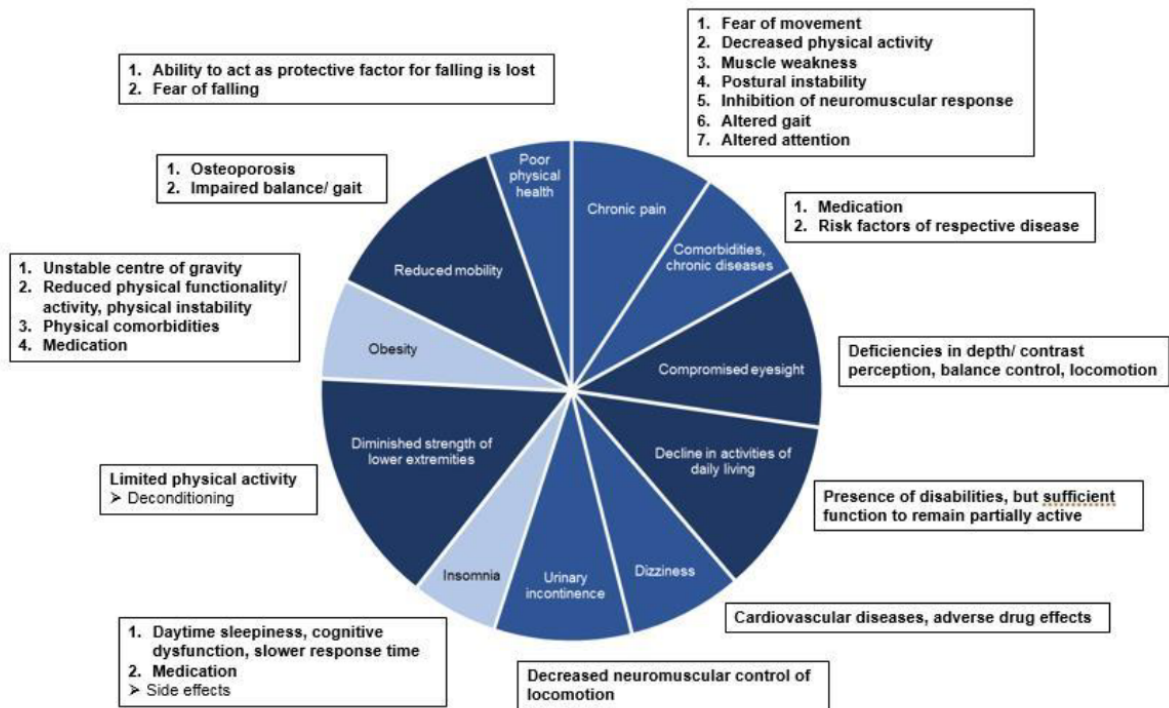 1. Fear of movement
2. Decreased physical activity
3. Muscle weakness
4. Postural instability
5. Inhibition of neuromuscular response
6. Altered gait
7. Altered attention
1. Ability to act as protective factor for falling is lost
2. Fear of falling
1. Osteoporosis
2. Impaired balance/ gait
Poor
physical
health
Chronic pain
1. Medication
2. Risk factors of respective disease
Comorbidities,
chronic diseases
Reduced mobility
1. Unstable centre of gravity
2. Reduced physical functionality/
activity, physical instability
3. Physical comorbidities
4. Medication
Obesity
Compromised eyesight
Deficiencies in depth/ contrast
perception, balance control, locomotion
Diminished strength of
lower extremities
Decline in activities of
daily living
Limited physical activity
➢ Deconditioning
Presence of disabilities, but sufficient
function to remain partially active
Insomnia
Urinary
incontinence
Dizziness
Cardiovascular diseases, adverse drug effects
1. Daytime sleepiness, cognitive
dysfunction, slower response time
2. Medication
➢ Side effects
Decreased neuromuscular control of
locomotion